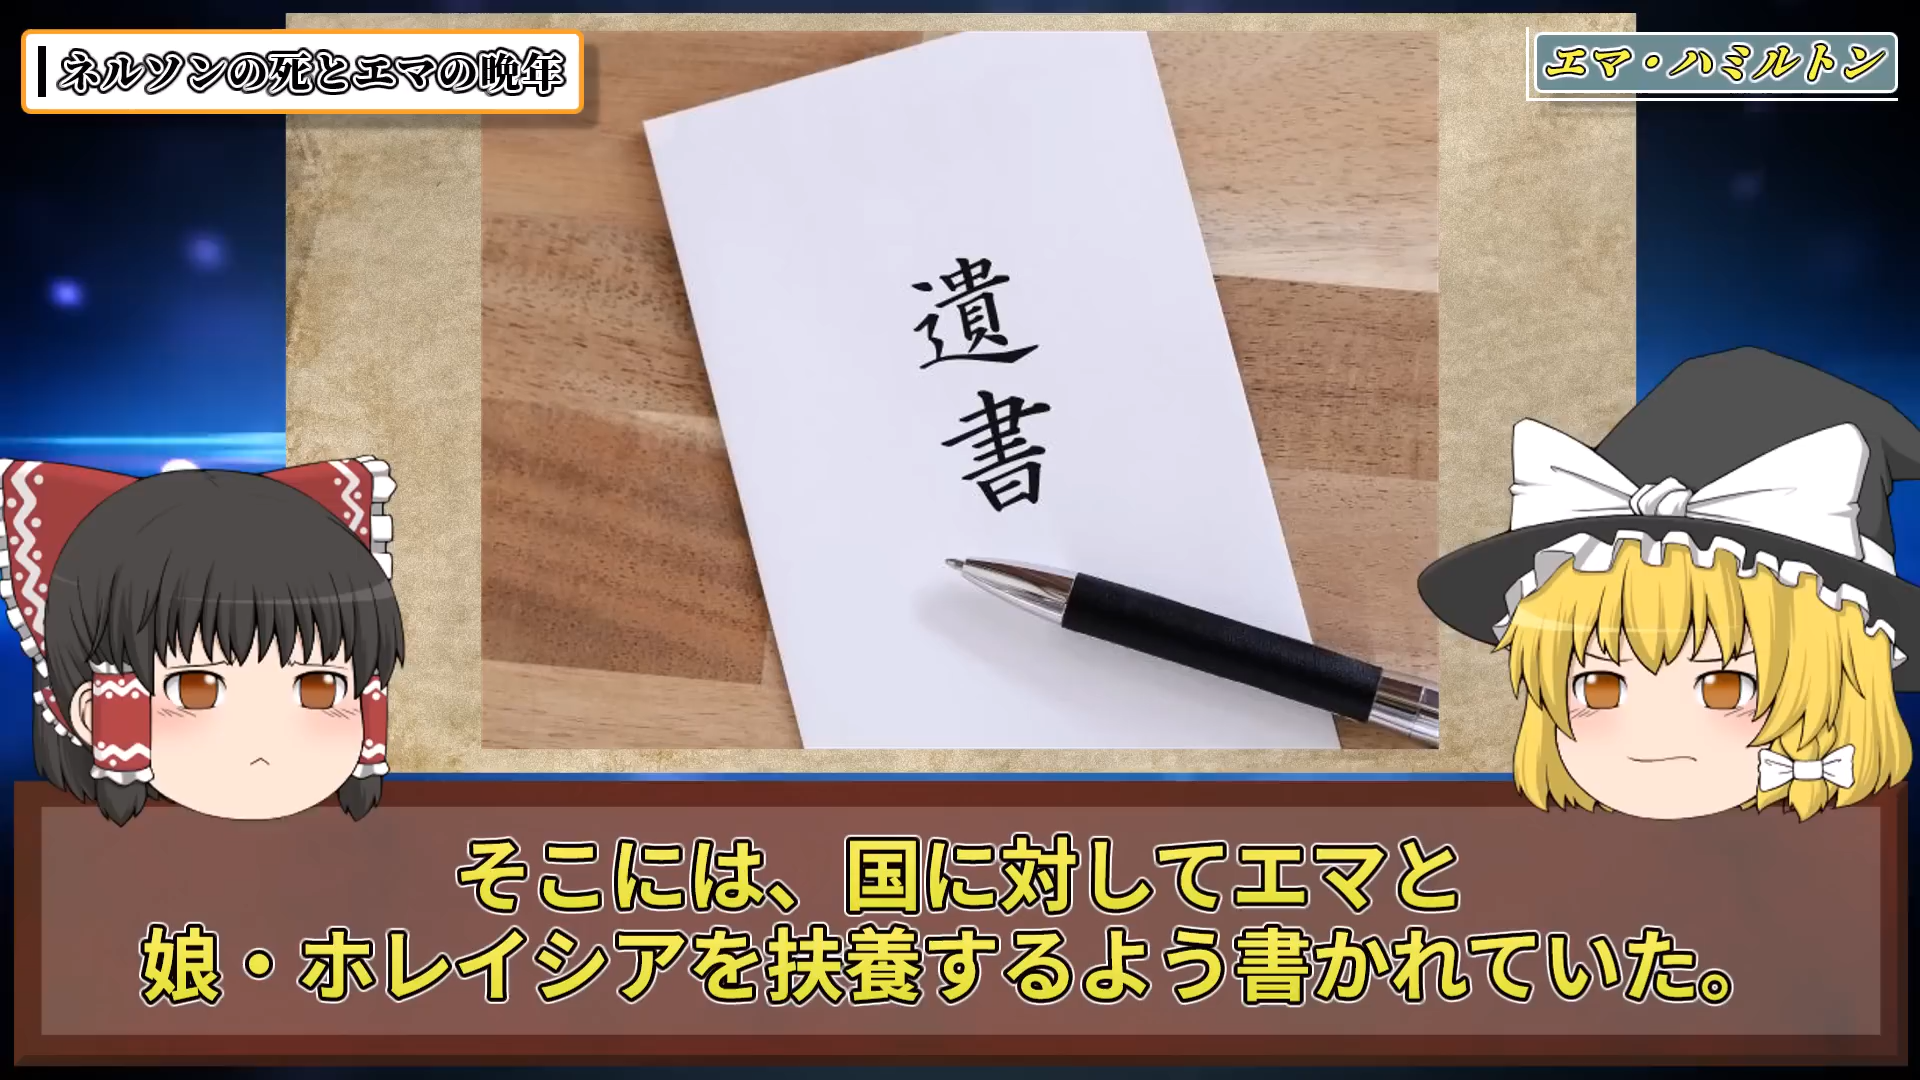 ネルソンの死とエマの晩年
エマ・ハミルトン
遺書
そこには、国に対してエマと
娘・ホレイシアを扶養するよう書かれていた。